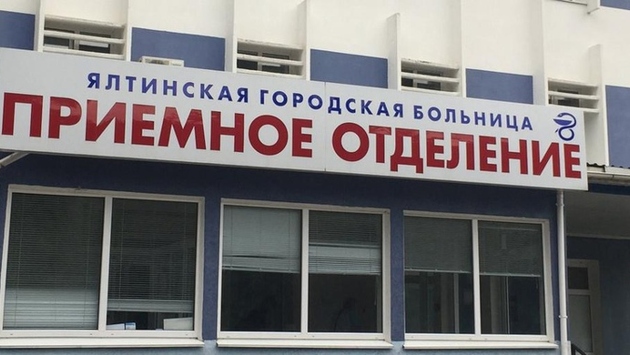 ЯЛТИНСКАЯ ГОРОДСКАЯ БОЛЬНИЦА
ПРИЕМНОЕ ОТДЕЛЕНИЕ